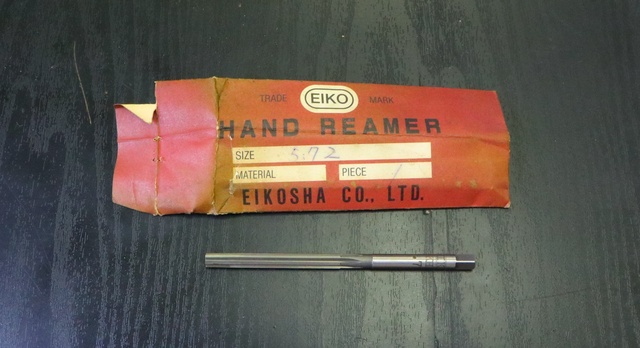 TRADE EIKO MARK
HAND REAMER
SIZE 5.72
MATERIAL PIECE 1
EIKOSHA CO., LTD.